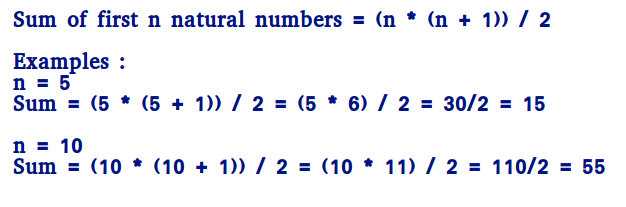 Sum of first n natural numbers = (n * (n + 1)) / 2
Examples :
n = 5
Sum = (5 * (5 + 1)) / 2 = (5 * 6) / 2 = 30/2 = 15
n = 10
Sum = (10 * (10 + 1)) / 2 = (10 * 11) / 2 = 110/2 = 55